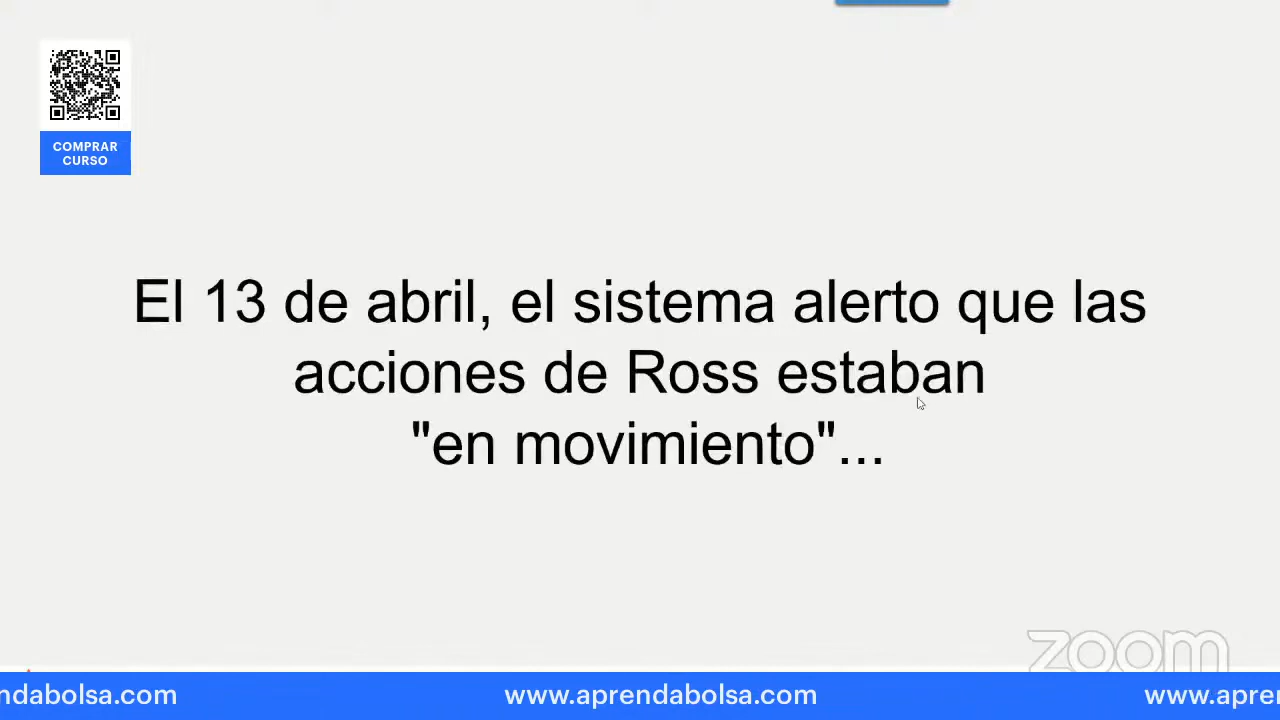 COMPRAR
CURSO
El 13 de abril, el sistema alerto que las
acciones de Ross estaban
"en movimiento"...
zoom
ndabolsa.com www.aprendabolsa.com www.apren